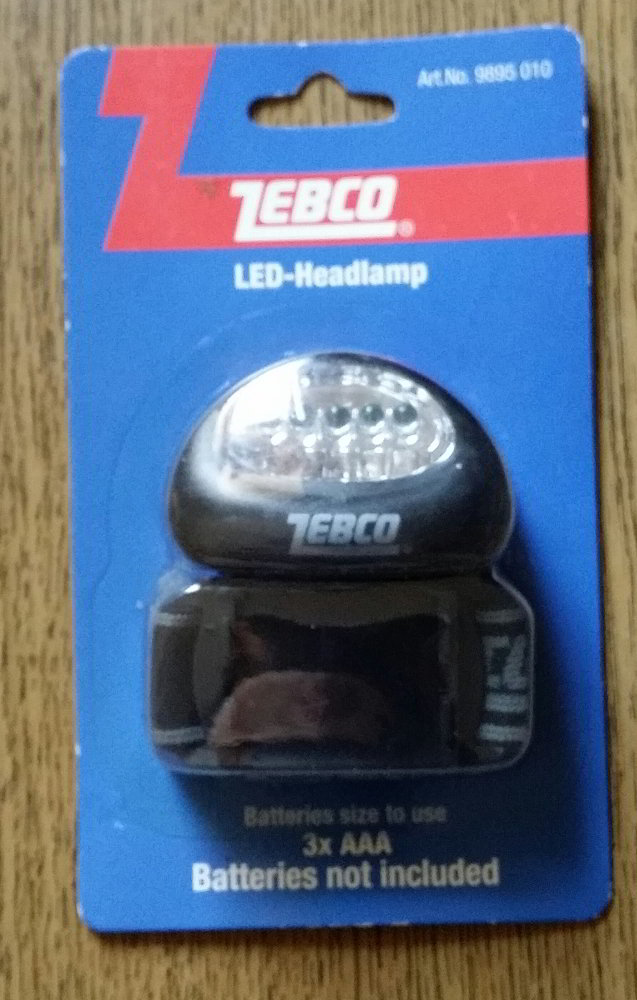 Art.No. 9895 010
ZEBCO®
LED-Headlamp
ZEBCO
Batteries size to use
3x AAA
Batteries not included